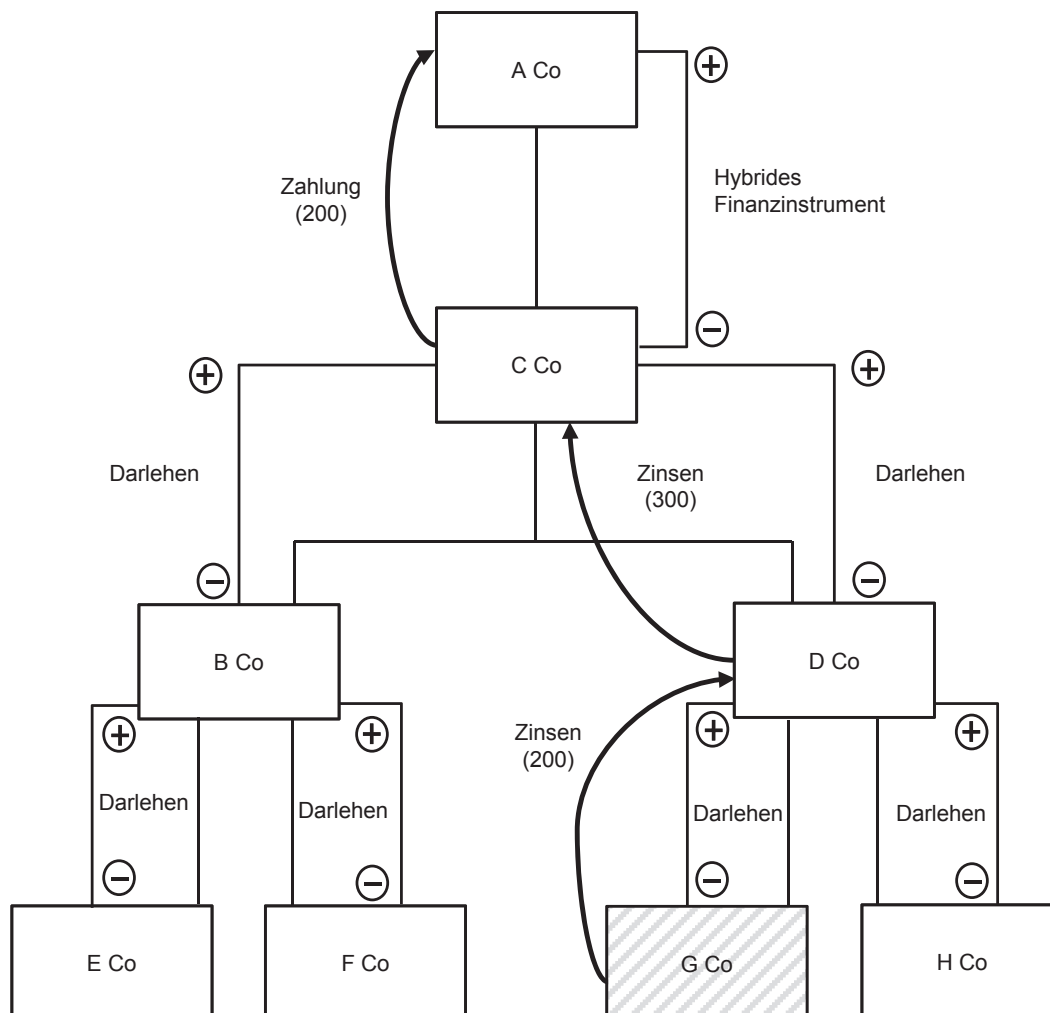 A Co
Zahlung
(200)
Hybrides
Finanzinstrument
C Co
Darlehen
Zinsen
(300)
Darlehen
B Co
D Co
Zinsen
(200)
Darlehen
Darlehen
Darlehen
Darlehen
E Co
F Co
G Co
H Co